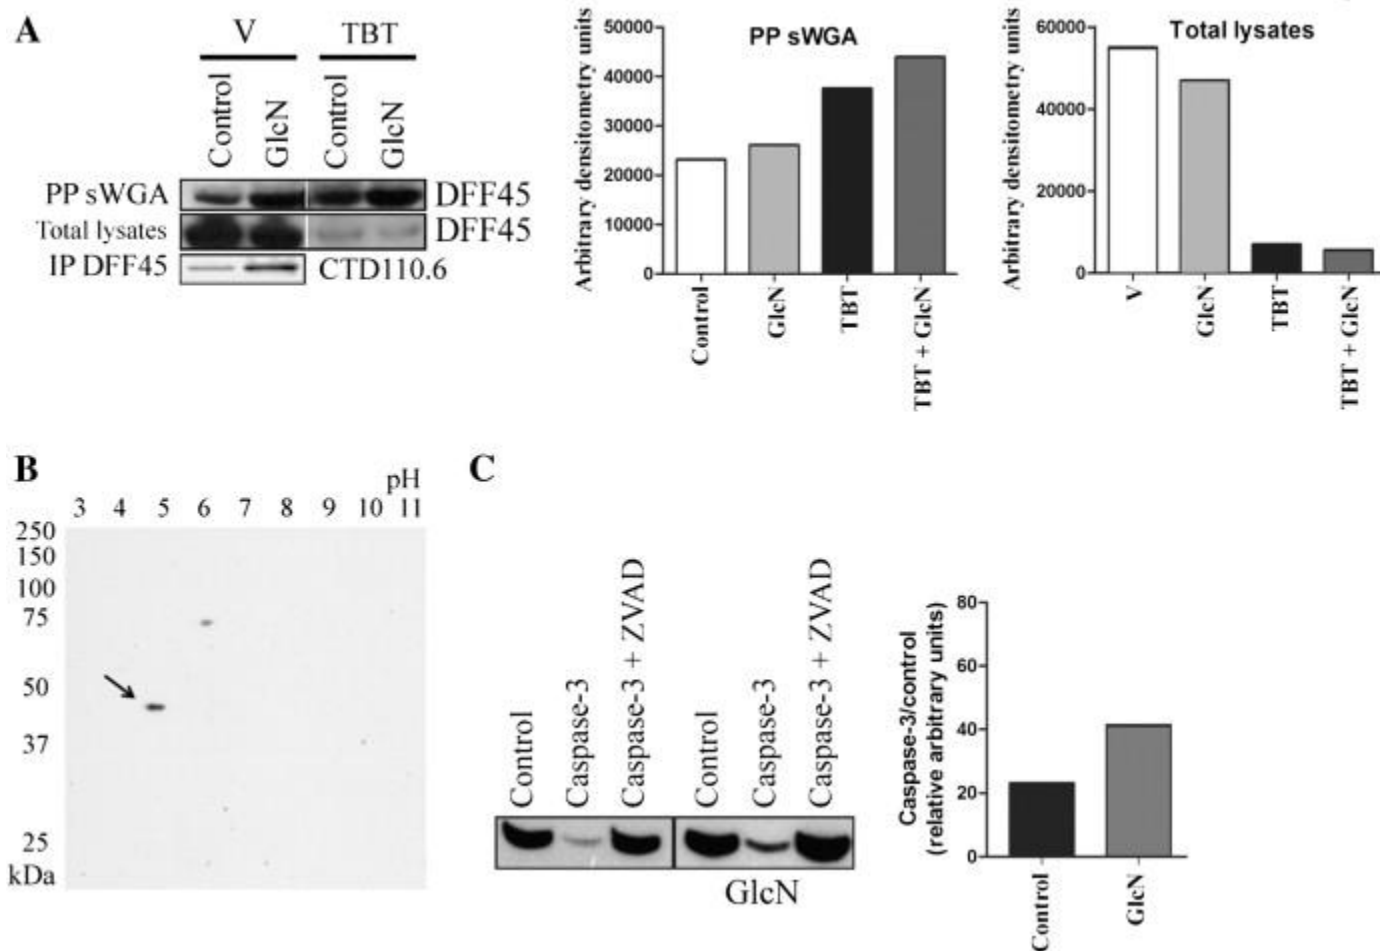 A
V TBT
Control GlcN Control GlcN
PP sWGA DFF45
Total lysates DFF45
IP DFF45 CTD110.6
PP sWGA
Arbitrary densitometry units
50000
40000
30000
20000
10000
0
Control GlcN TBT TBT + GlcN
Total lysates
Arbitrary densitometry units
60000
40000
20000
0
V GlcN TBT TBT + GlcN
B
pH
3 4 5 6 7 8 9 10 11
250
150
100
75
50
37
25
kDa
C
Control Caspase-3 Caspase-3 + ZVAD Control Caspase-3 Caspase-3 + ZVAD
GlcN
Caspase-3/control
(relative arbitrary units)
80
60
40
20
0
Control GlcN